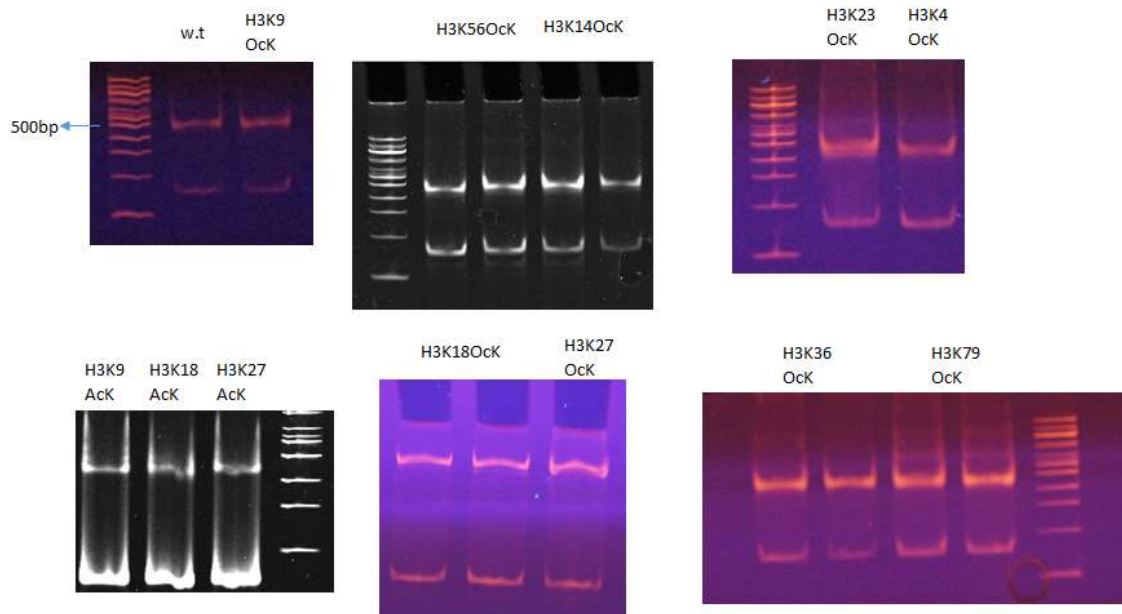 w.t
H3K9
OcK
500bp
H3K56OcK
H3K14OcK
H3K23
OcK
H3K4
OcK
H3K9
AcK
H3K18
AcK
H3K27
AcK
H3K18OcK
H3K27
OcK
H3K36
OcK
H3K79
OcK